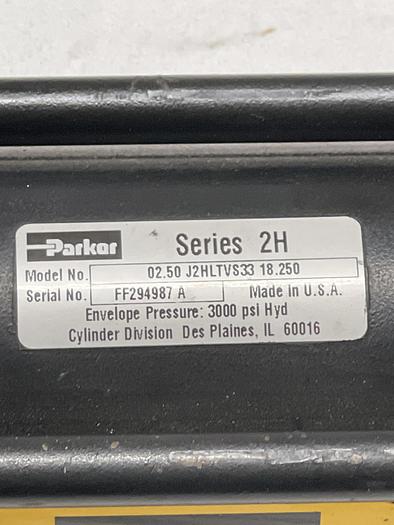 Parker Series 2H
Model No. 02.50 J2HLTVS33 18.250
Serial No. FF294987 A Made in U.S.A.
Envelope Pressure: 3000 psi Hyd
Cylinder Division Des Plaines, IL 60016